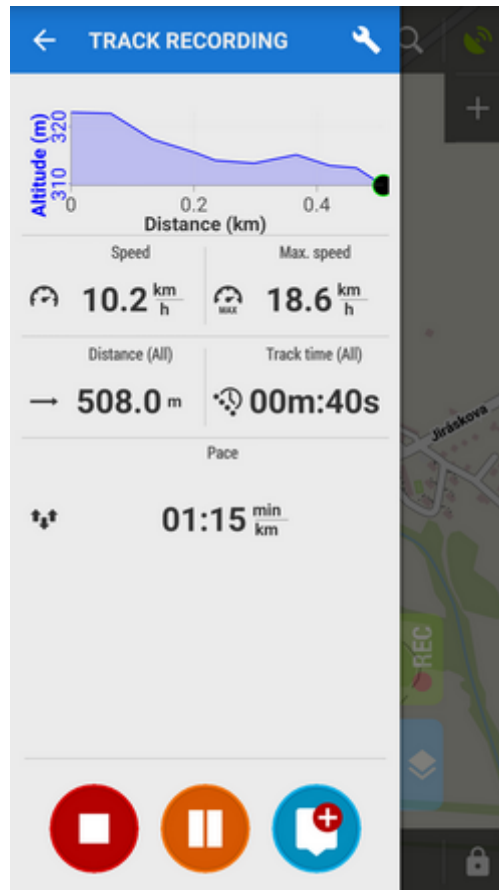 TRACK RECORDING
Altitude (m)
320
310
0 0.2 0.4
Distance (km)
Speed Max. speed
10.2 km/h MAX 18.6 km/h
Distance (All) Track time (All)
508.0 m 00m:40s
Pace
01:15 min/km
Jiráskova
REC